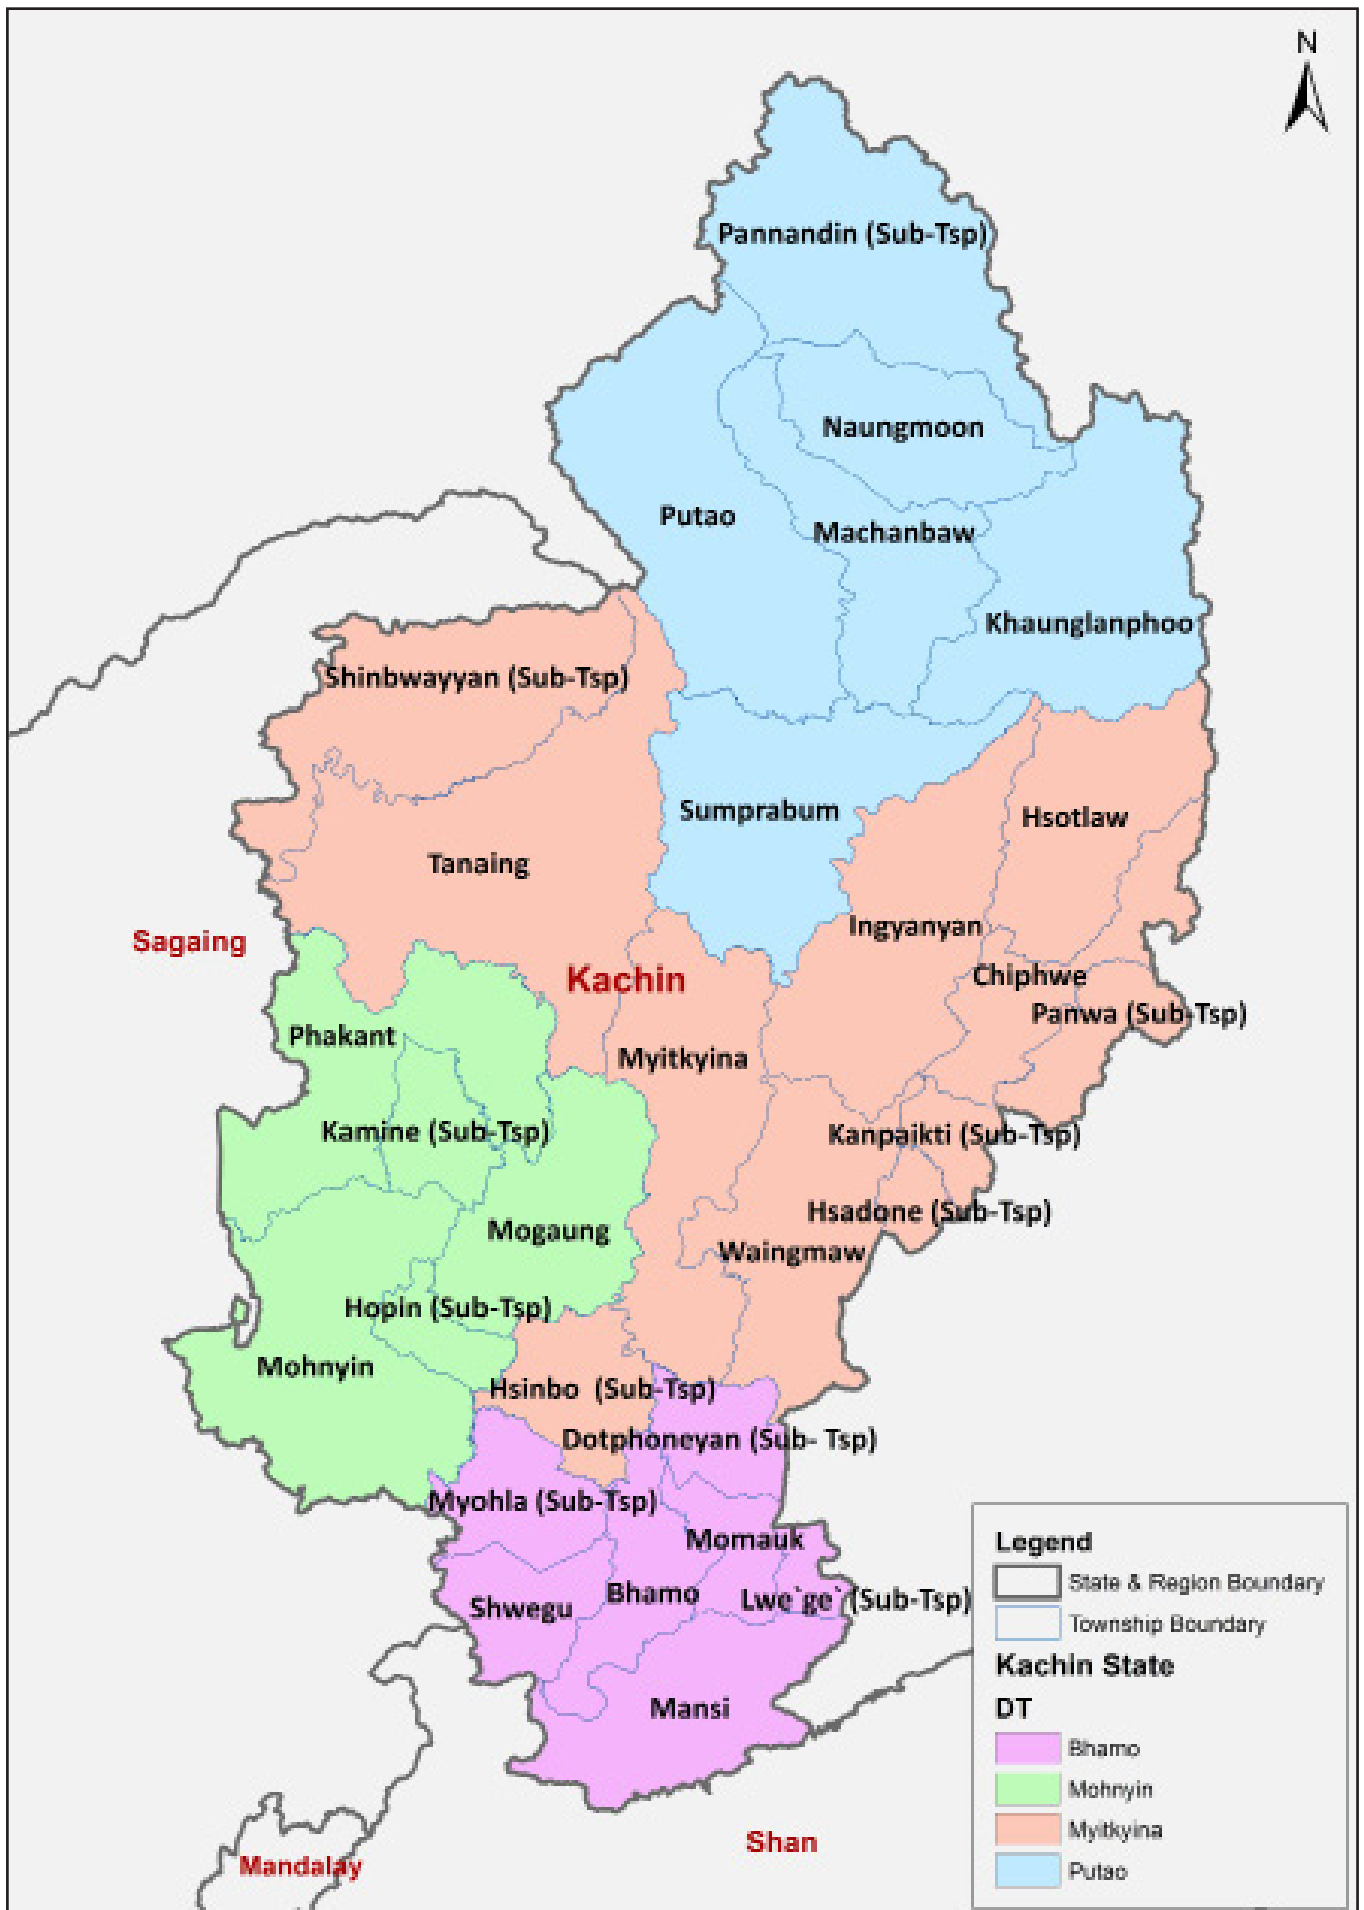 N
Pannandin (Sub-Tsp)
Naungmoon
Putao
Machanbaw
Khaunglanphoo
Shinbwayyan (Sub-Tsp)
Sumprabum
Hsotlaw
Tanaing
Ingyanyan
Sagaing
Kachin
Chiphwe
Panwa (Sub-Tsp)
Phakant
Myitkyina
Kamine (Sub-Tsp)
Kanpaikti (Sub-Tsp)
Hsadone (Sub-Tsp)
Mogaung
Waingmaw
Hopin (Sub-Tsp)
Mohnyin
Hsinbo (Sub-Tsp)
Dotphoneyan (Sub- Tsp)
Myohla (Sub-Tsp)
Momauk
Bhamo
Lwe`ge` (Sub-Tsp)
Shwegu
Mansi
Shan
Mandalay
Legend
State & Region Boundary
Township Boundary
Kachin State
DT
Bhamo
Mohnyin
Myitkyina
Putao